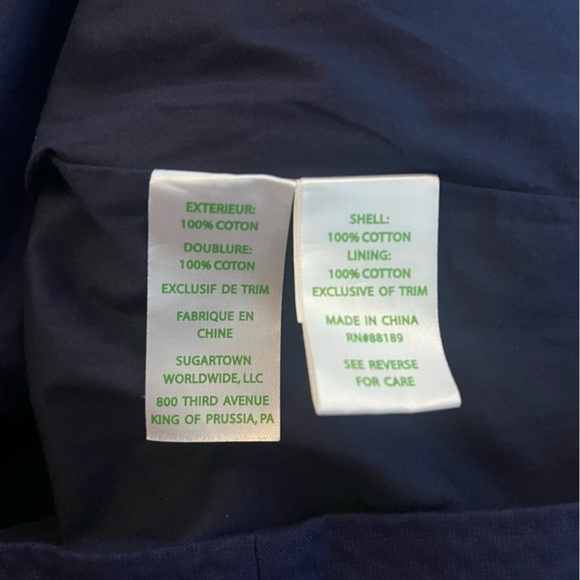 EXTERIEUR:
100% COTON
DOUBLURE:
100% COTON
EXCLUSIF DE TRIM
FABRIQUE EN
CHINE
SUGARTOWN
WORLDWIDE, LLC
800 THIRD AVENUE
KING OF PRUSSIA, PA
SHELL:
100% COTTON
LINING:
100% COTTON
EXCLUSIVE OF TRIM
MADE IN CHINA
RN#88189
SEE REVERSE
FOR CARE